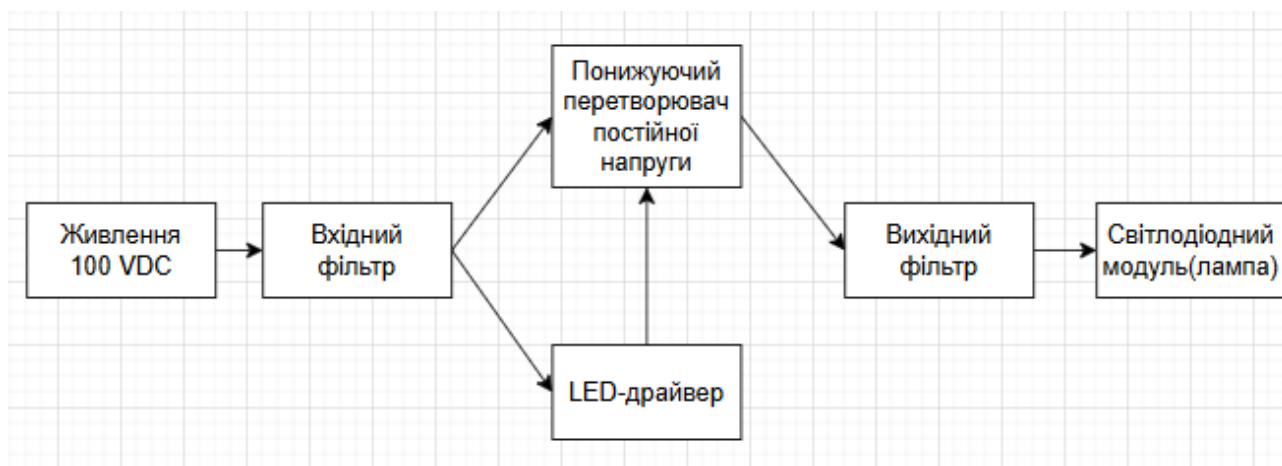 Понижуючий
перетворювач
постійної
напруги
Живлення
100 VDC
Вхідний
фільтр
Вихідний
фільтр
Світлодіодний
модуль(лампа)
LED-драйвер